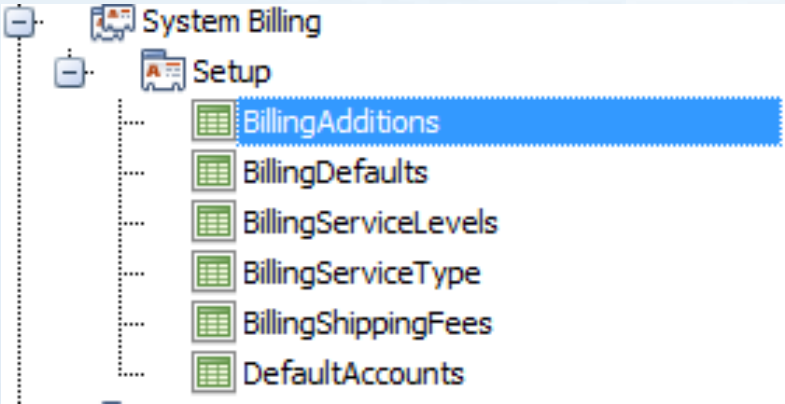 System Billing
Setup
BillingAdditions
BillingDefaults
BillingServiceLevels
BillingServiceType
BillingShippingFees
DefaultAccounts